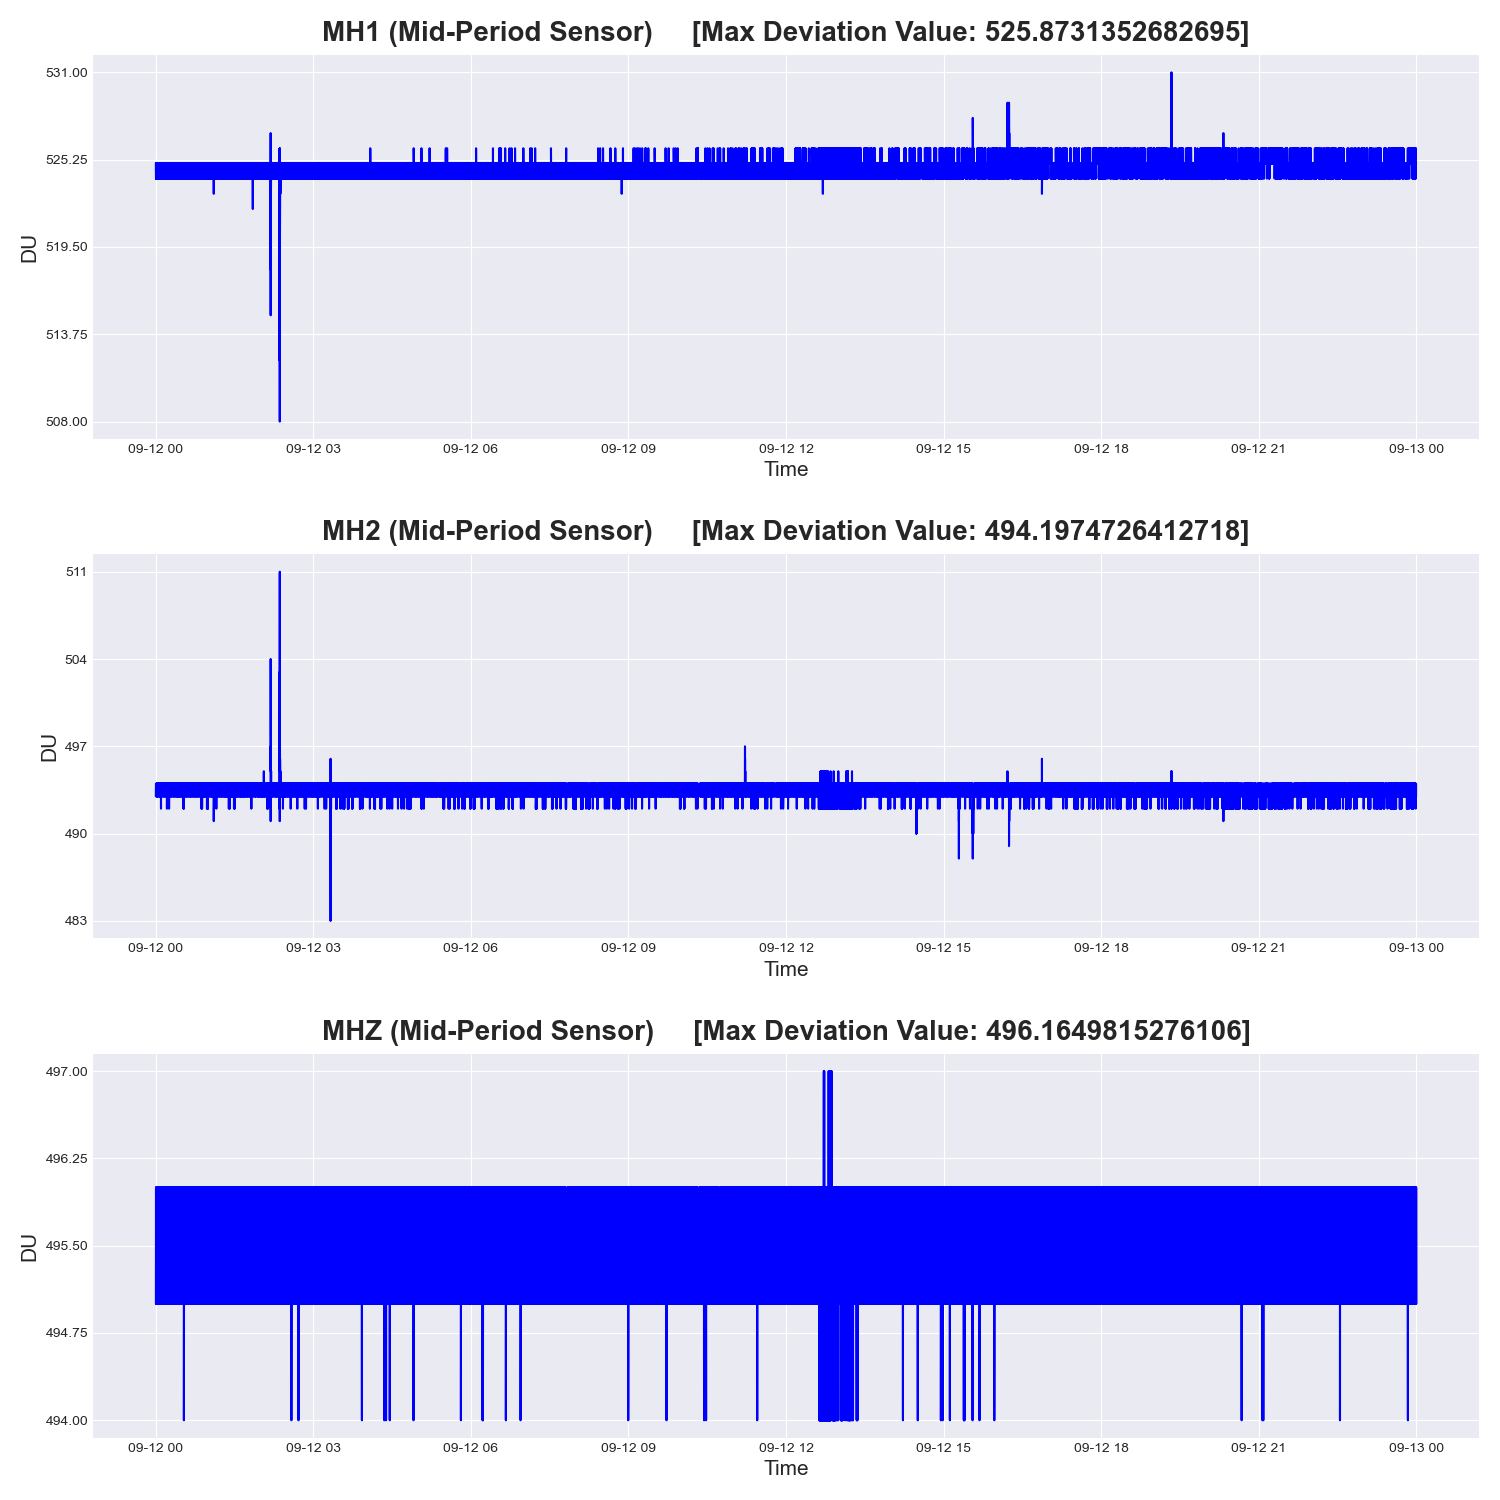 MH1 (Mid-Period Sensor) [Max Deviation Value: 525.8731352682695]
531.00
525.25
519.50
513.75
508.00
DU
09-12 00 09-12 03 09-12 06 09-12 09 09-12 12 09-12 15 09-12 18 09-12 21 09-13 00
Time
MH2 (Mid-Period Sensor) [Max Deviation Value: 494.1974726412718]
511
504
497
490
483
DU
09-12 00 09-12 03 09-12 06 09-12 09 09-12 12 09-12 15 09-12 18 09-12 21 09-13 00
Time
MHZ (Mid-Period Sensor) [Max Deviation Value: 496.1649815276106]
497.00
496.25
495.50
494.75
494.00
DU
09-12 00 09-12 03 09-12 06 09-12 09 09-12 12 09-12 15 09-12 18 09-12 21 09-13 00
Time